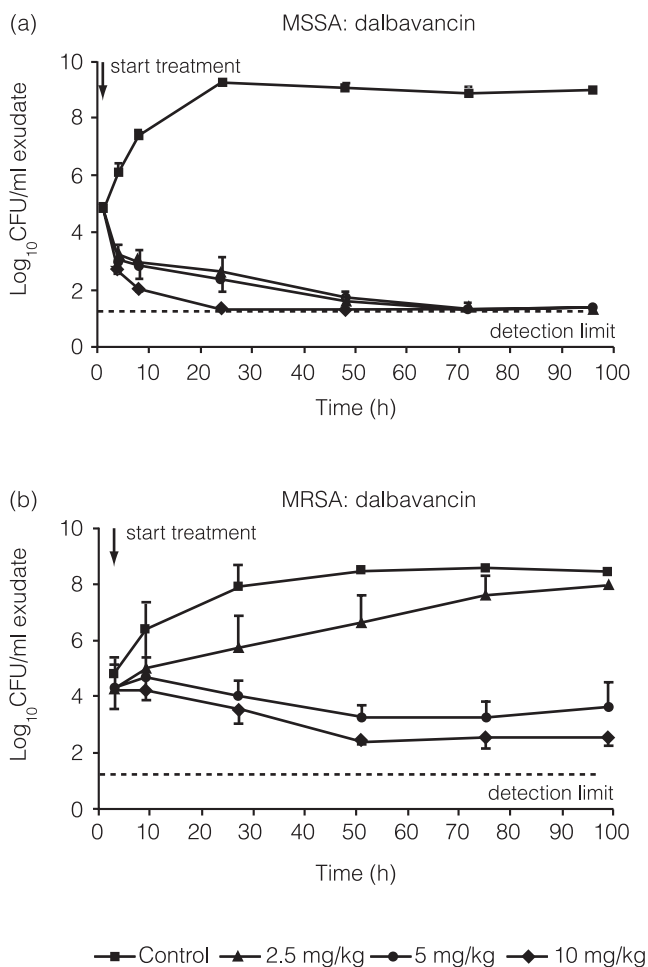 (a) MSSA: dalbavancin
start treatment
Log10CFU/ml exudate
10
8
6
4
2
0
detection limit
0 10 20 30 40 50 60 70 80 90 100
Time (h)
(b) MRSA: dalbavancin
start treatment
Log10CFU/ml exudate
10
8
6
4
2
0
detection limit
0 10 20 30 40 50 60 70 80 90 100
Time (h)
Control 2.5 mg/kg 5 mg/kg 10 mg/kg